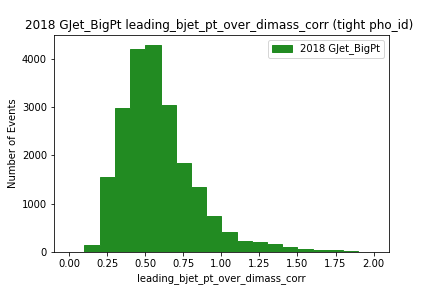 2018 GJet_BigPt leading_bjet_pt_over_dimass_corr (tight pho_id)
2018 GJet_BigPt
Number of Events
4000
3000
2000
1000
0
0.00 0.25 0.50 0.75 1.00 1.25 1.50 1.75 2.00
leading_bjet_pt_over_dimass_corr